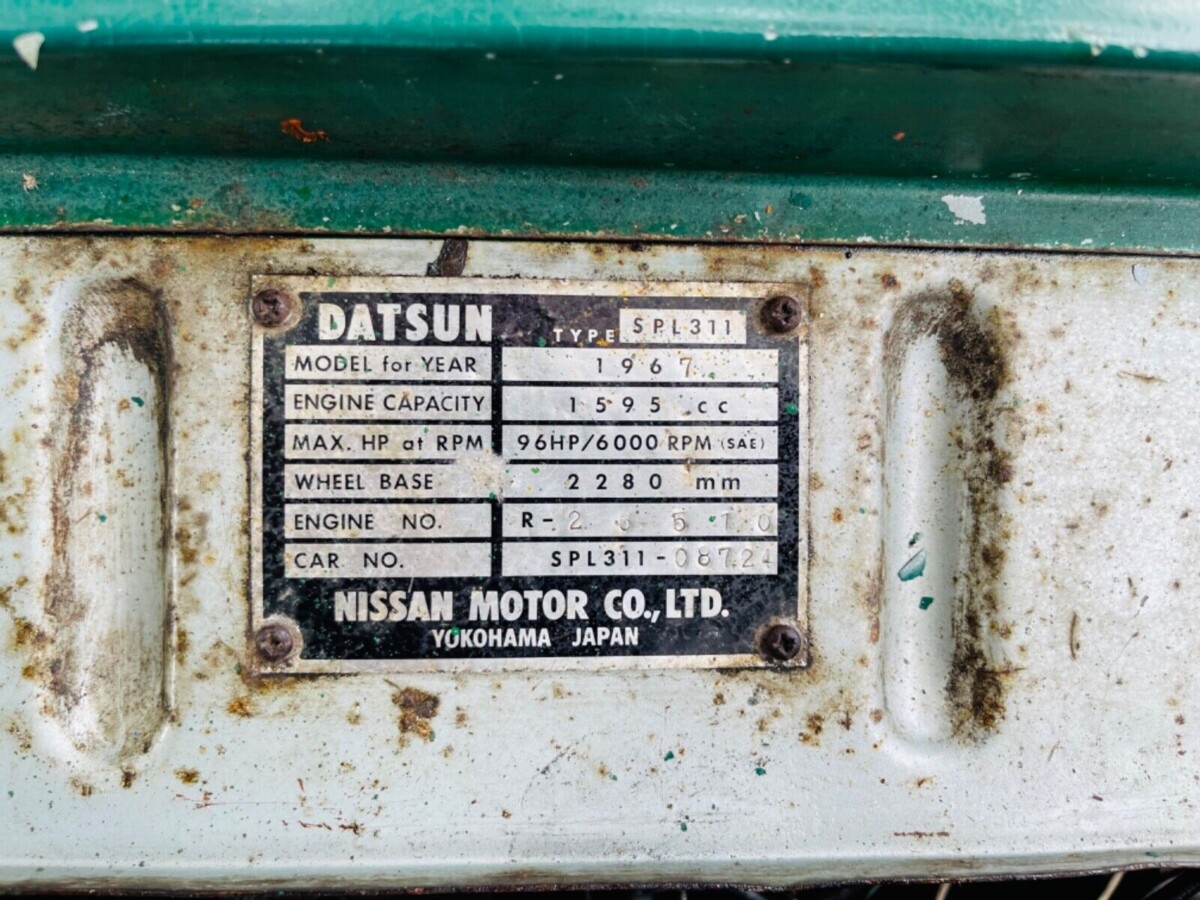 DATSUN TYPE SPL311
MODEL for YEAR 1967
ENGINE CAPACITY 1595 cc
MAX. HP at RPM 96HP/6000 RPM (SAE)
WHEEL BASE 2280 mm
ENGINE NO.
CAR NO. SPL311-08724
NISSAN MOTOR CO., LTD.
YOKOHAMA JAPAN